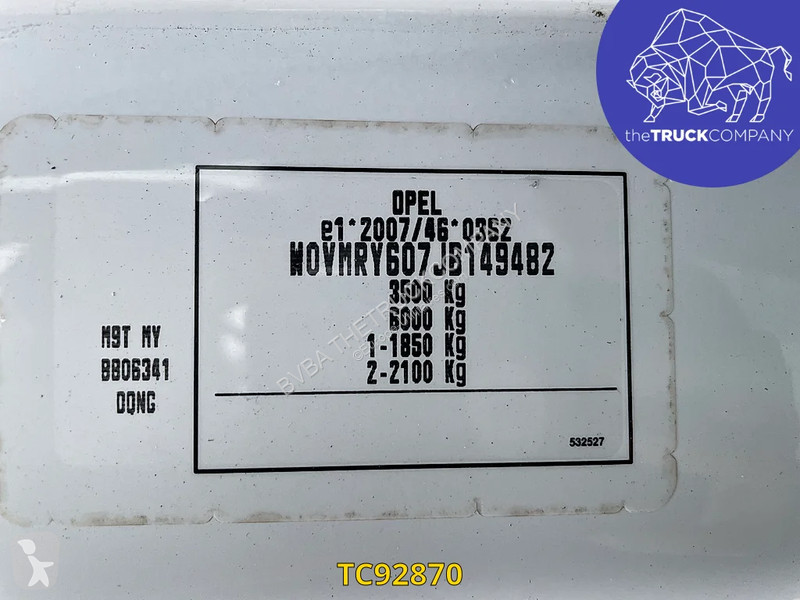 theTRUCKCOMPANY
OPEL
e1*2007/46*0362
W0VMRY607JB149482
3500 Kg
6000 Kg
1-1850 Kg
2-2100 Kg
M9T MY
BB06341
DQNG
532527
TC92870